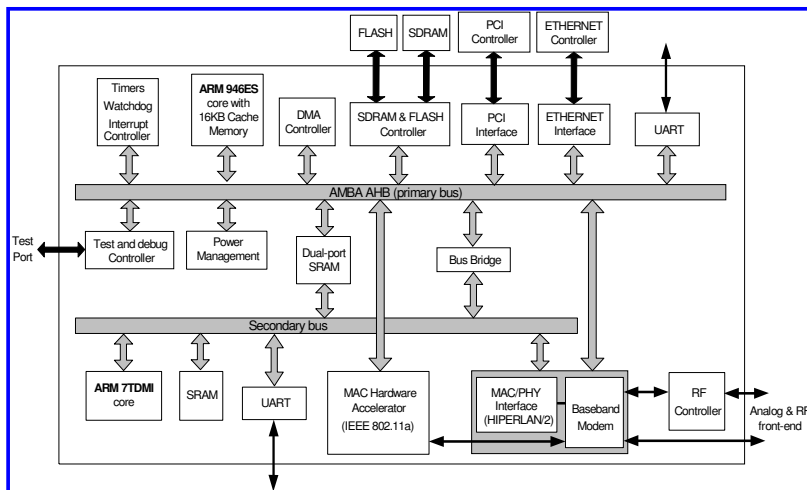 FLASH
SDRAM
PCI
Controller
ETHERNET
Controller
Timers
Watchdog
Interrupt
Controller
ARM 946ES
core with
16KB Cache
Memory
DMA
Controller
SDRAM & FLASH
Controller
PCI
Interface
ETHERNET
Interface
UART
AMBA AHB (primary bus)
Test
Port
Test and debug
Controller
Power
Management
Dual-port
SRAM
Bus Bridge
Secondary bus
ARM 7TDMI
core
SRAM
UART
MAC Hardware
Accelerator
(IEEE 802.11a)
MAC/PHY
Interface
(HIPERLAN/2)
Baseband
Modem
RF
Controller
Analog & RF
front-end